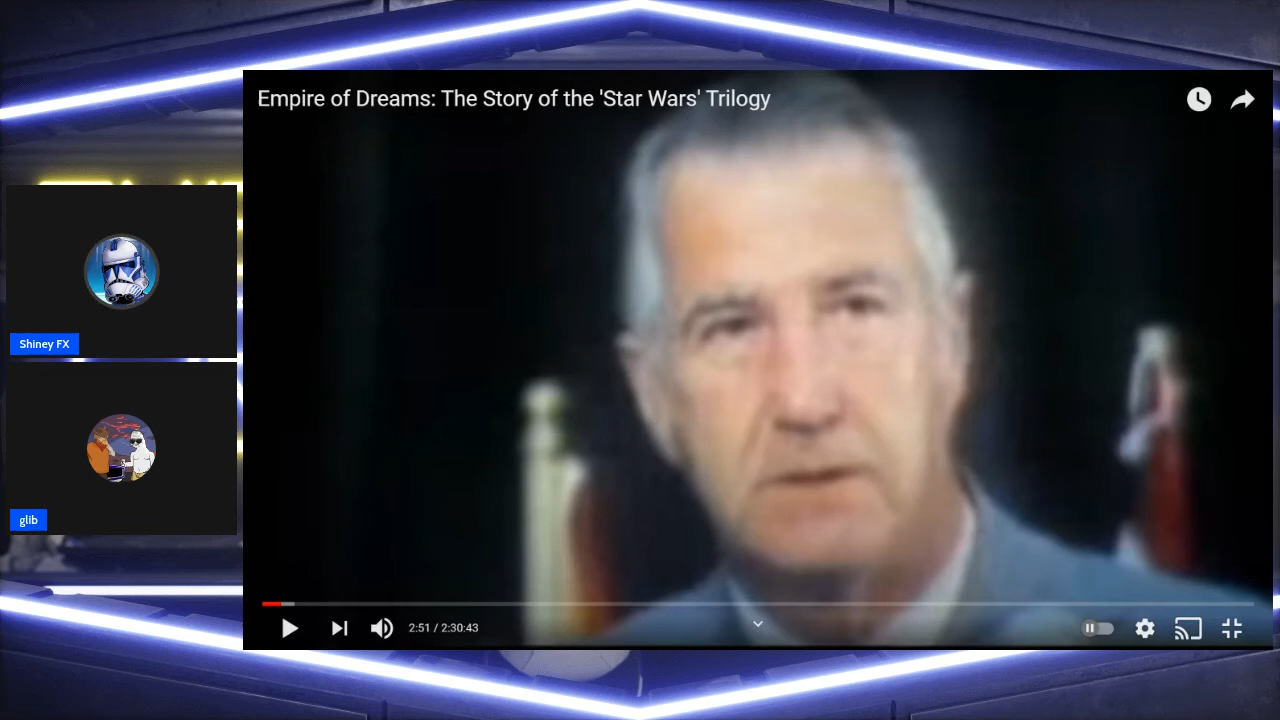 Empire of Dreams: The Story of the 'Star Wars' Trilogy
Shiney FX
glib
2:51 / 2:30:43